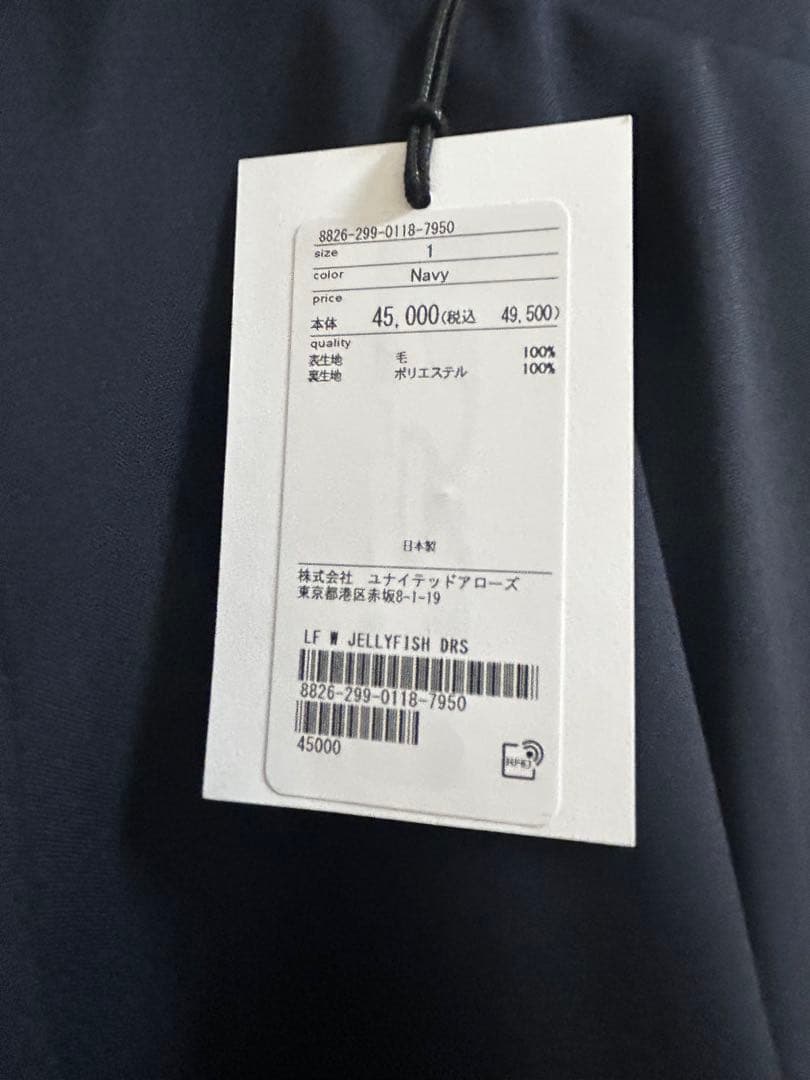 8826-299-0118-7950
size 1
color Navy
price
本体 45,000(税込 49,500)
quality
表生地 毛 100%
裏生地 ポリエステル 100%
日本製
株式会社 ユナイテッドアローズ
東京都港区赤坂8-1-19
LF W JELLYFISH DRS
8826-299-0118-7950
45000
RFID